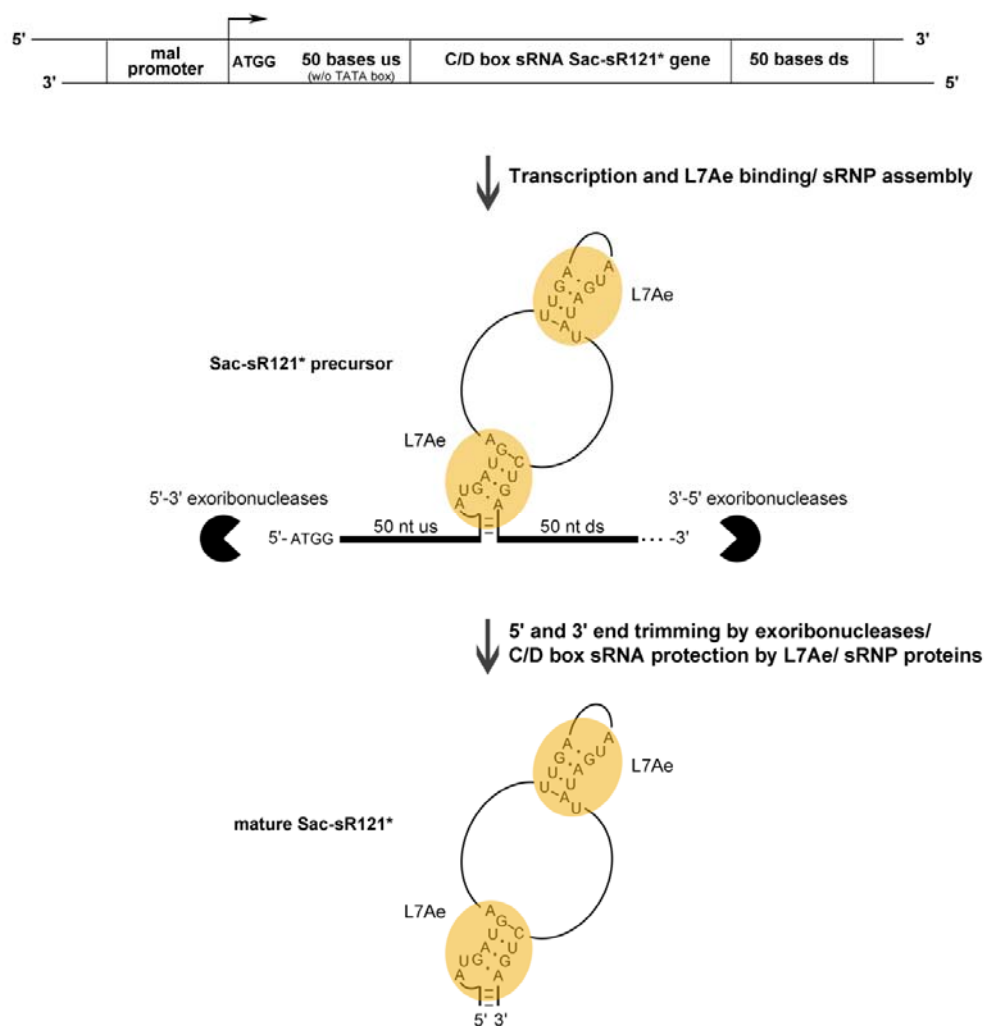 5'
3'
mal
promoter
ATGG
50 bases us
(w/o TATA box)
C/D box sRNA Sac-sR121* gene
50 bases ds
3'
5'
Transcription and L7Ae binding/ sRNP assembly
A
G
U
U
A
U
G
A
U
A
U
L7Ae
Sac-sR121* precursor
L7Ae
A
G
C
U
U
A
G
G
U
A
A
5'-3' exoribonucleases
3'-5' exoribonucleases
5'- ATGG
50 nt us
50 nt ds
... -3'
5' and 3' end trimming by exoribonucleases/
C/D box sRNA protection by L7Ae/ sRNP proteins
A
G
U
U
A
U
G
A
U
A
U
L7Ae
mature Sac-sR121*
L7Ae
A
G
C
U
U
A
G
G
U
A
A
5' 3'